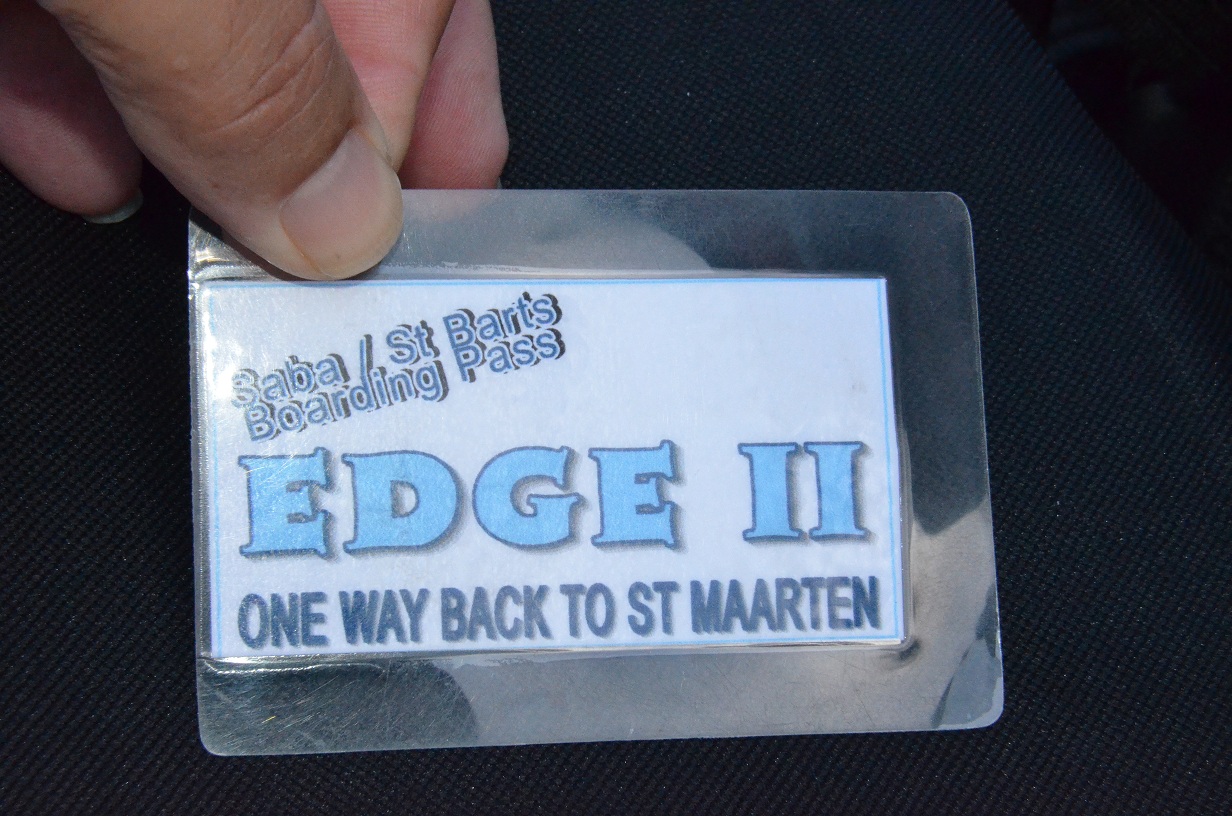 Saba / St Barts
Boarding Pass
EDGE II
ONE WAY BACK TO ST MAARTEN